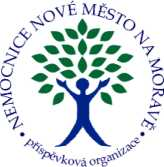 • NEMOCNICE NOVÉ MĚSTO NA MORAVĚ •
příspěvková organizace